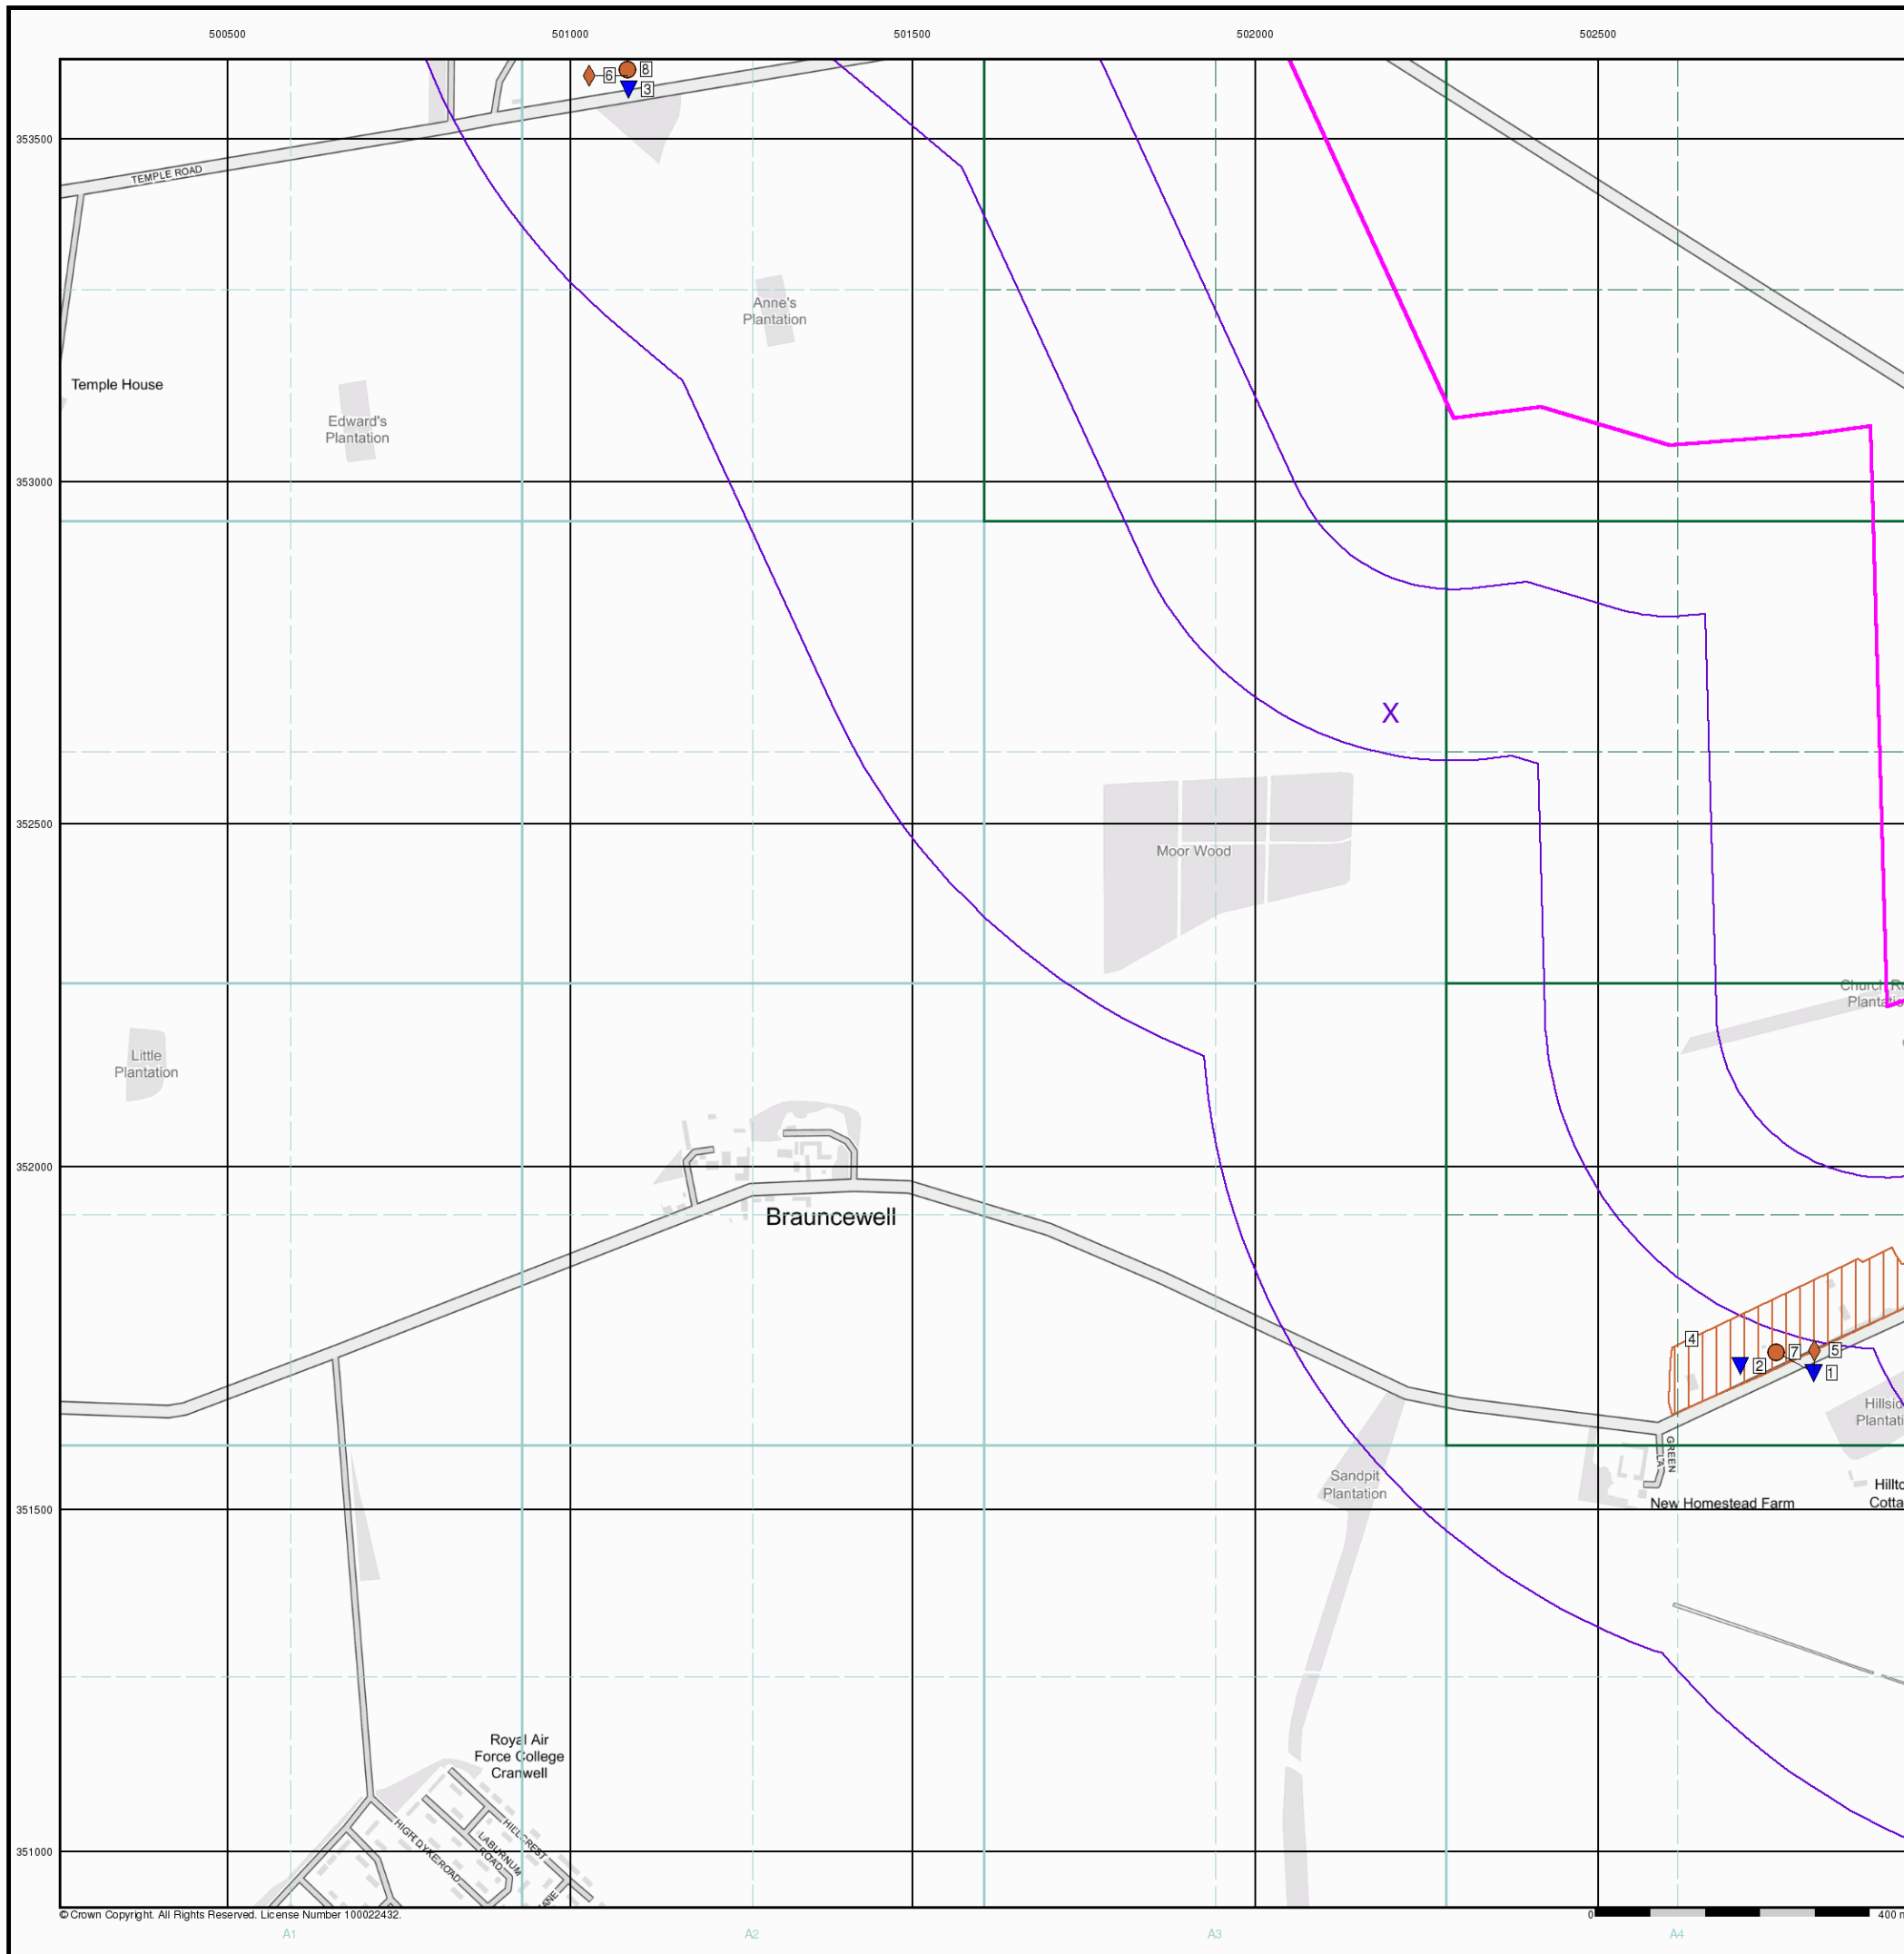 500500 501000 501500 502000 502500
6 8
3
353500
TEMPLE ROAD
Anne's
Plantation
Temple House
Edward's
Plantation
353000
X
352500
Moor Wood
Church
Little
Plantation
352000
Brauncewell
4
2 7 5
1
GREEN
LA
Sandpit
Plantation
351500
New Homestead Farm
Royal Air
Force College
Cranwell
HILLCREST
LABURNUM
ROAD
HIGH DYKE ROAD
351000
© Crown Copyright. All Rights Reserved. License Number 100022432.
0 400 m
A1 A2 A3 A4